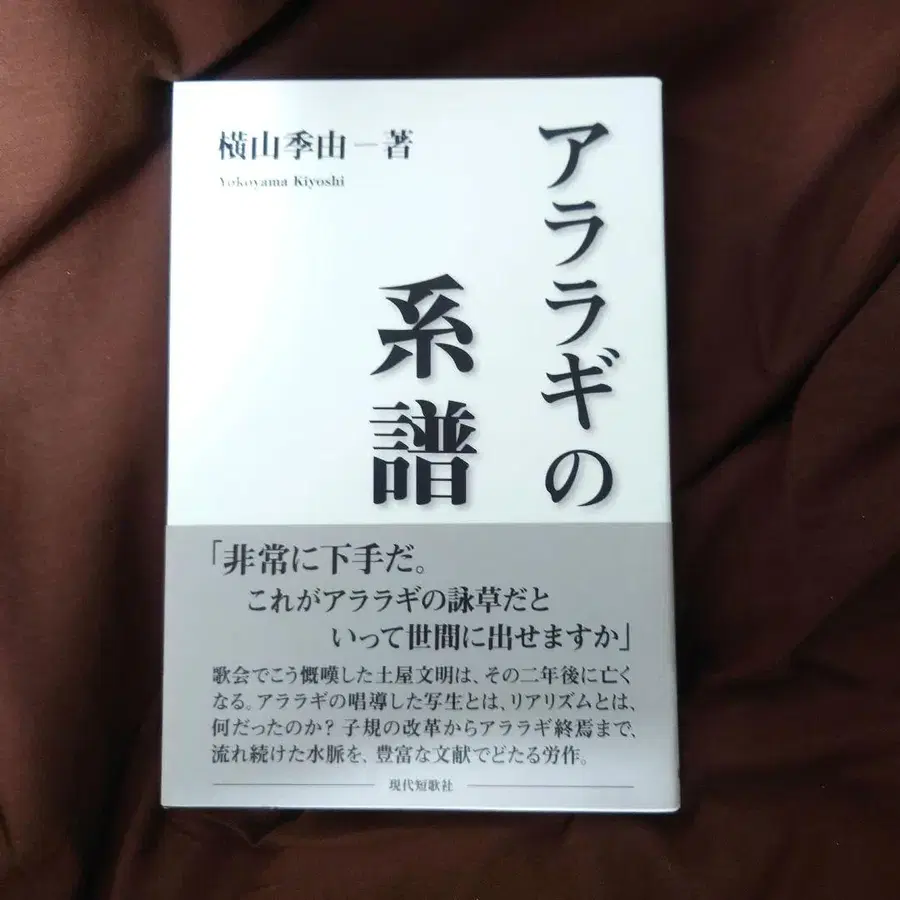 アララギの
系譜
横山季由―著
Yokoyama Kiyoshi
「非常に下手だ。
これがアララギの詠草だと
いって世間に出せますか」
歌会でこう慨嘆した土屋文明は、その二年後に亡く
なる。アララギの唱導した写生とは、リアリズムとは、
何だったのか？子規の改革からアララギ終焉まで、
流れ続けた水脈を、豊富な文献でどたる労作。
現代短歌社